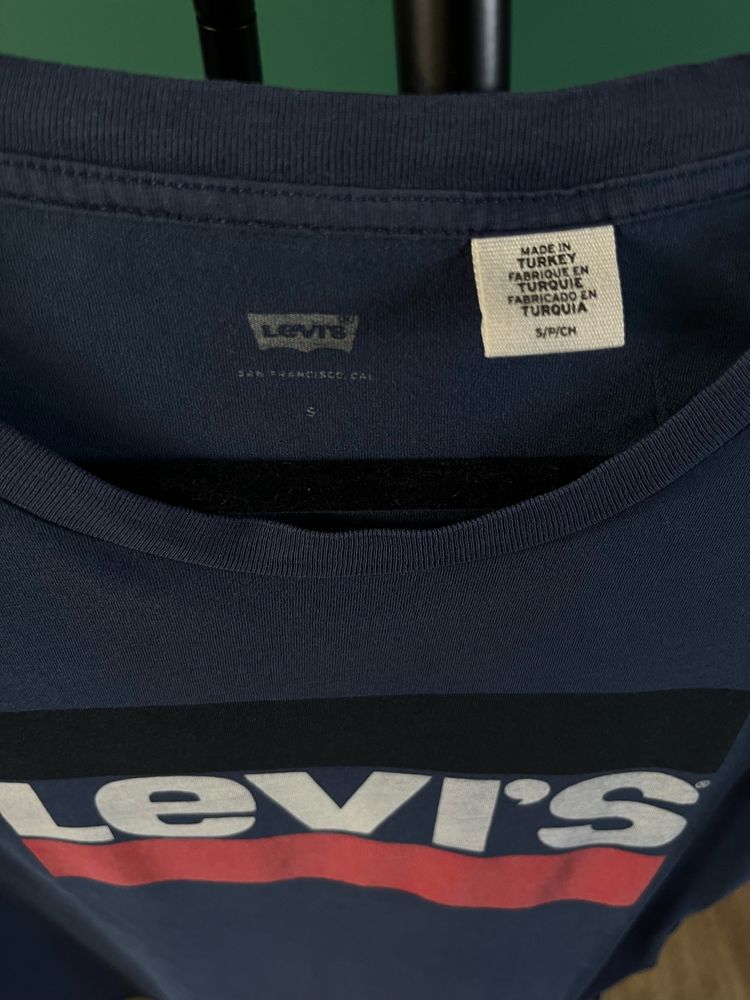 MADE IN
TURKEY
FABRIQUE EN
TURQUIE
FABRICADO EN
TURQUIA
S/P/CH
LEVI'S
SAN FRANCISCO, CAL
S
LEVI'S®